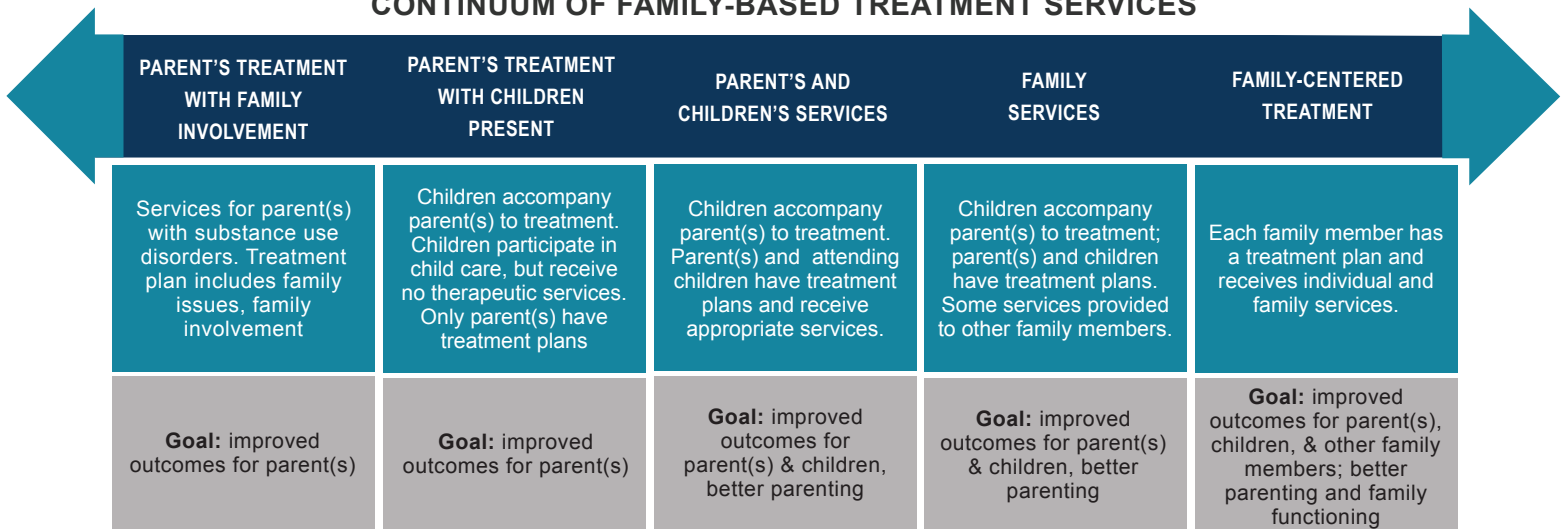 CONTINUUM OF FAMILY-BASED TREATMENT SERVICES
PARENT'S TREATMENT
WITH FAMILY
INVOLVEMENT
PARENT'S TREATMENT
WITH CHILDREN
PRESENT
PARENT'S AND
CHILDREN'S SERVICES
FAMILY
SERVICES
FAMILY-CENTERED
TREATMENT
Services for parent(s)
with substance use
disorders. Treatment
plan includes family
issues, family
involvement
Children accompany
parent(s) to treatment.
Children participate in
child care, but receive
no therapeutic services.
Only parent(s) have
treatment plans
Children accompany
parent(s) to treatment.
Parent(s) and attending
children have treatment
plans and receive
appropriate services.
Children accompany
parent(s) to treatment;
parent(s) and children
have treatment plans.
Some services provided
to other family members.
Each family member has
a treatment plan and
receives individual and
family services.
Goal: improved
outcomes for parent(s)
Goal: improved
outcomes for parent(s)
Goal: improved
outcomes for
parent(s) & children,
better parenting
Goal: improved
outcomes for parent(s)
& children, better
parenting
Goal: improved
outcomes for parent(s),
children, & other family
members; better
parenting and family
functioning